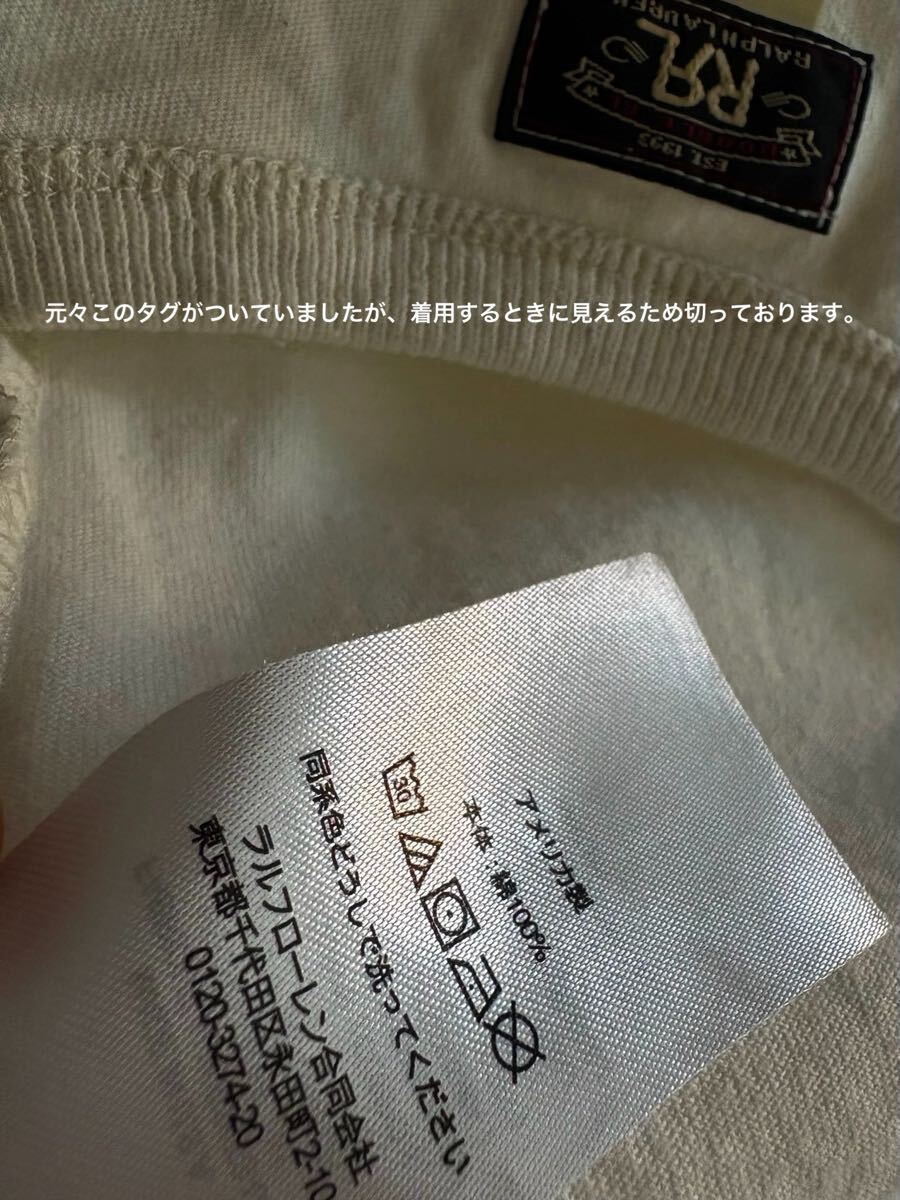 RALPH LAUREN
RRL
DOUBLE RL
EST. 1993
元々このタグがついていましたが、着用するときに見えるため切っております。
アメリカ製
本体：綿100%
30
同系色どうしで洗ってください
ラルフローレン合同会社
東京都千代田区永田町2-10
0120-3274-20